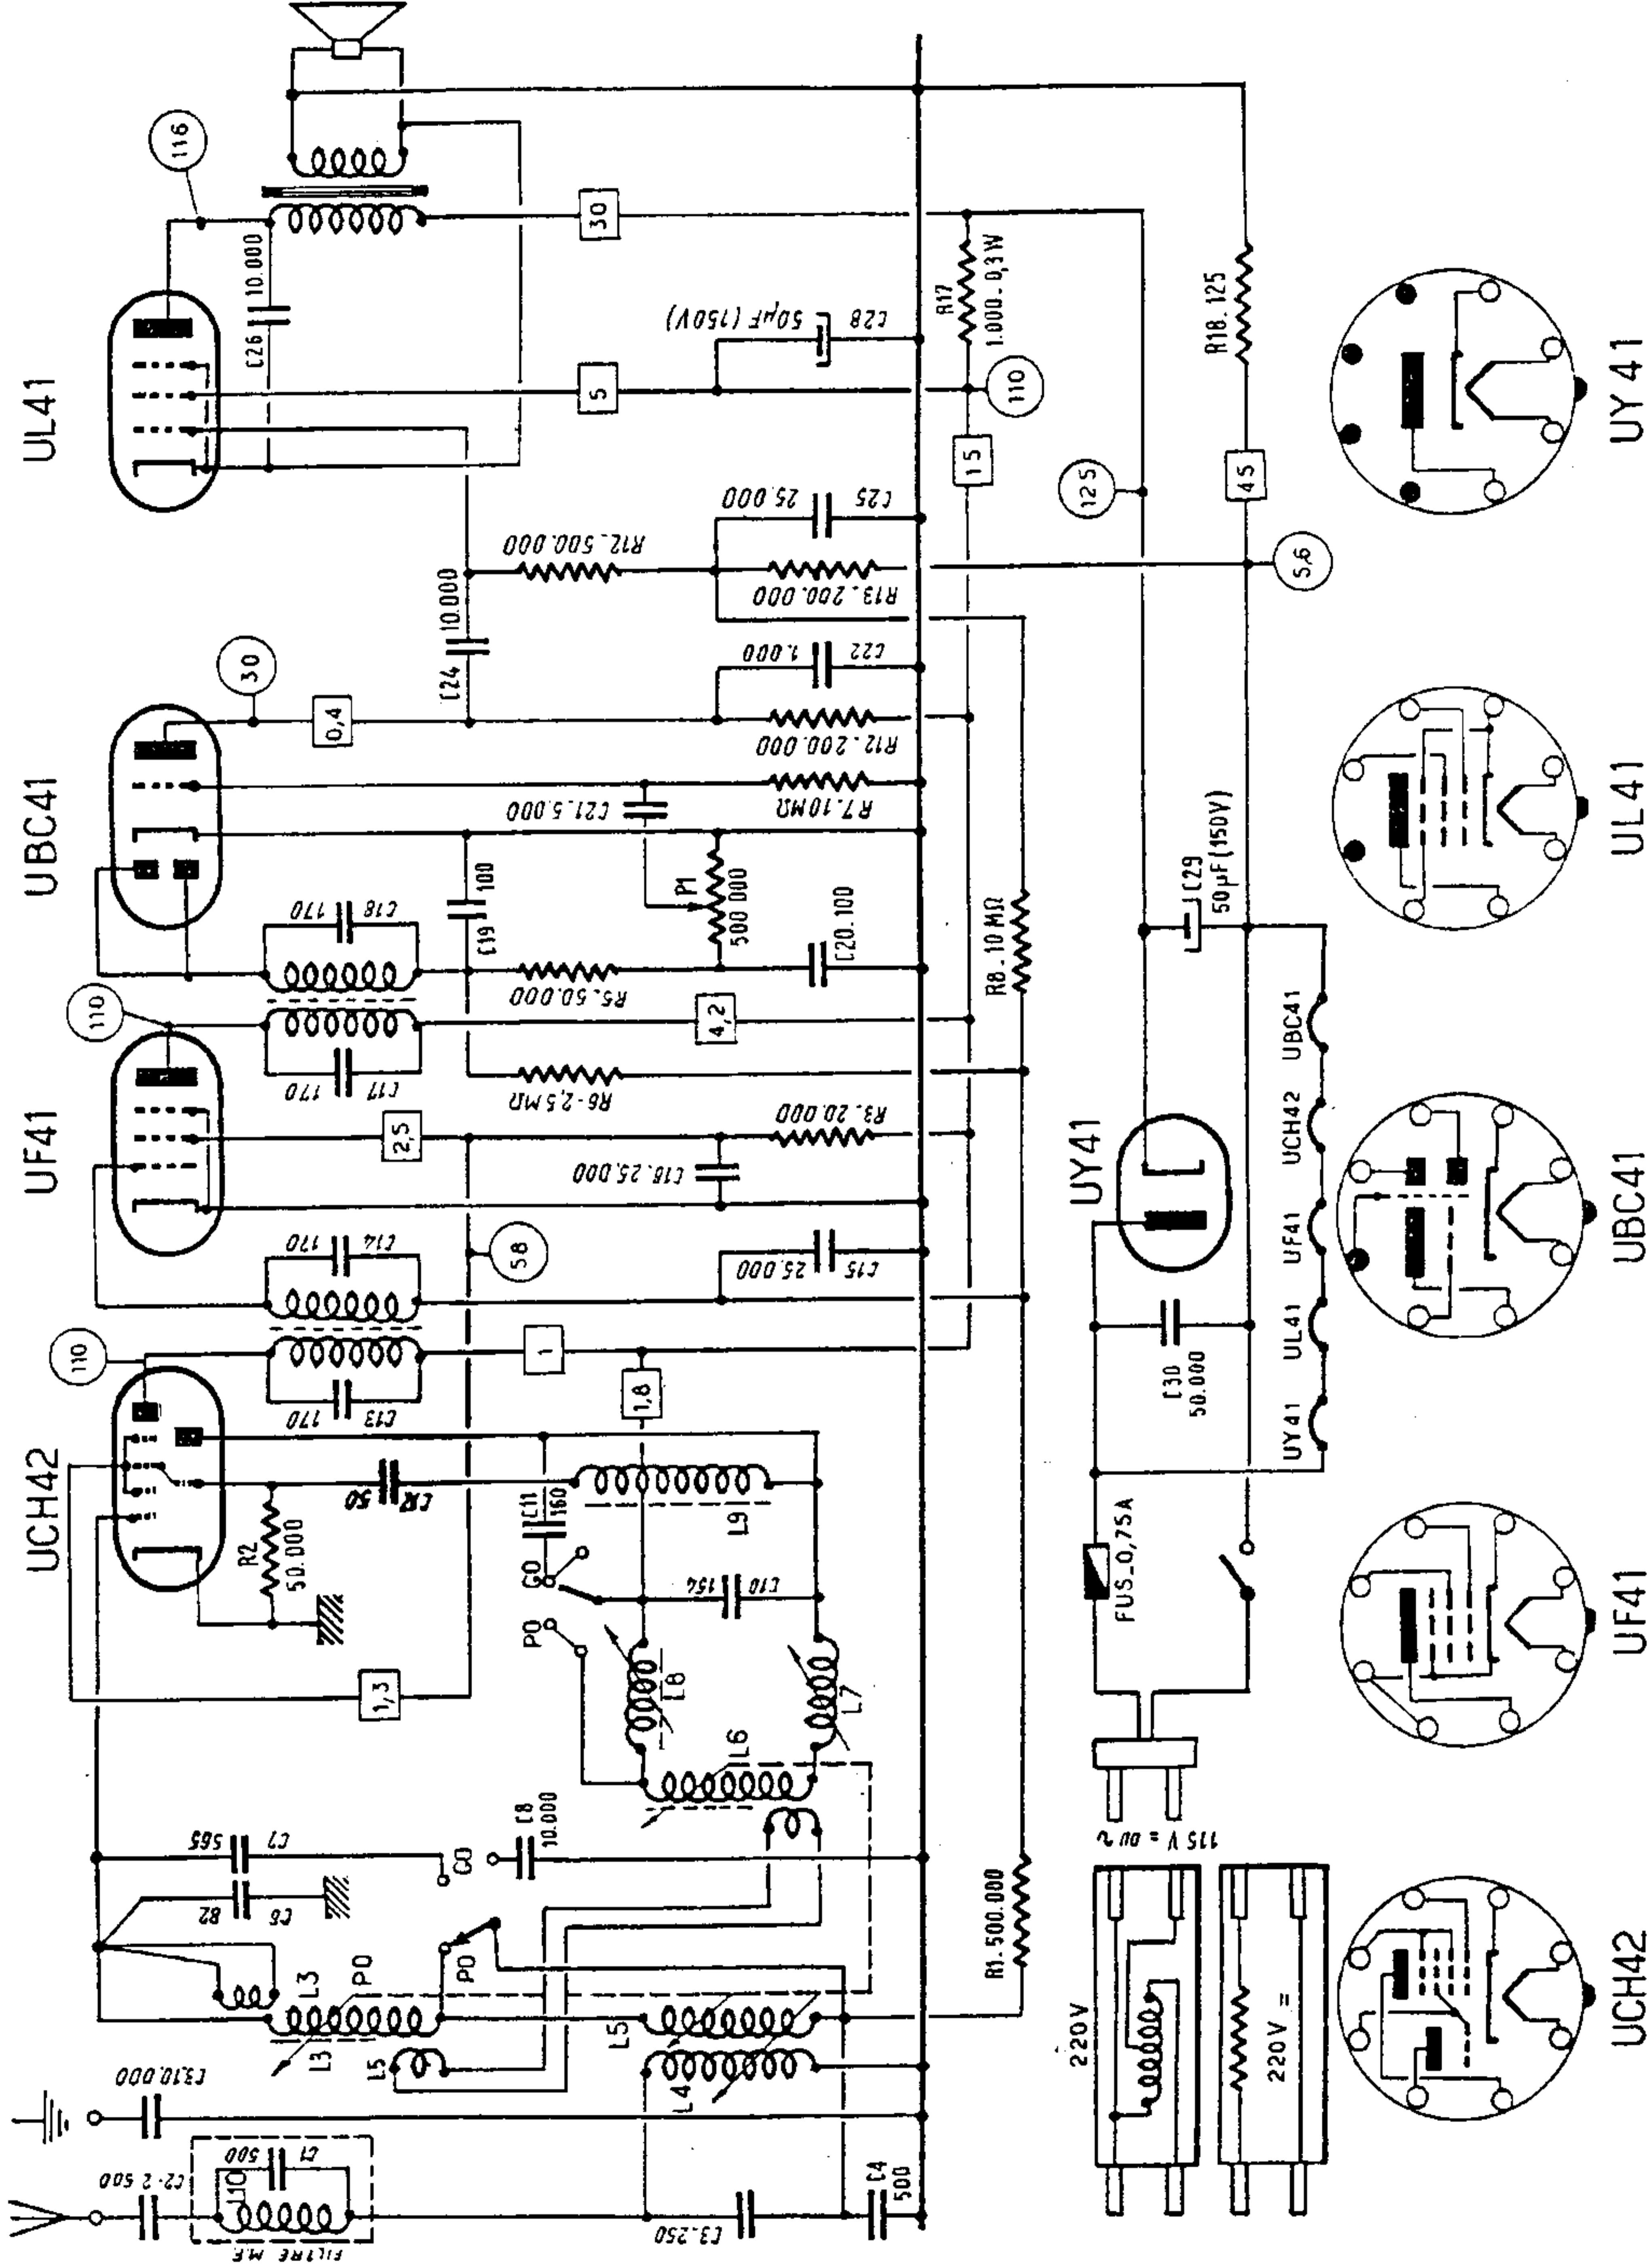 UCH42
UF41
UBC41
UL41
116
30
110
110
C26 10.000
170
C13
170
C14
170
C17
170
C18
R2
50.000
50
C11
160
GO
PO
L9
154
C10
L8
L7
L6
1,3
1
1,8
58
2,5
4,2
0,4
5
30
C19
100
C24
10.000
C15
25.000
C16.25.000
R3.20.000
R6-2,5MΩ
R5.50.000
P1
500 000
C20.100
C21.5.000
R7.10MΩ
R12.200.000
C22
1.000
R12.500.000
R13.200.000
C25
25.000
50µF (150V)
C28
R17
1.000.0,3W
15
110
C2-2 500
L10
C1
500
FILTRE M.F.
C3.10.000
C3.250
C4
500
L3
L3
PO
L5
L5
L4
82
C6
565
C7
GO
PO
C8
10.000
R1.500.000
R8.10 MΩ
UY41
125
C29
50µF(150V)
C30
50.000
FUS_0,75A
UY41
UL41
UF41
UCH42
UBC41
R18.125
45
5,6
115 V = ou ~
220V
220V =
UCH42
UF41
UBC41
UL41
UY 41